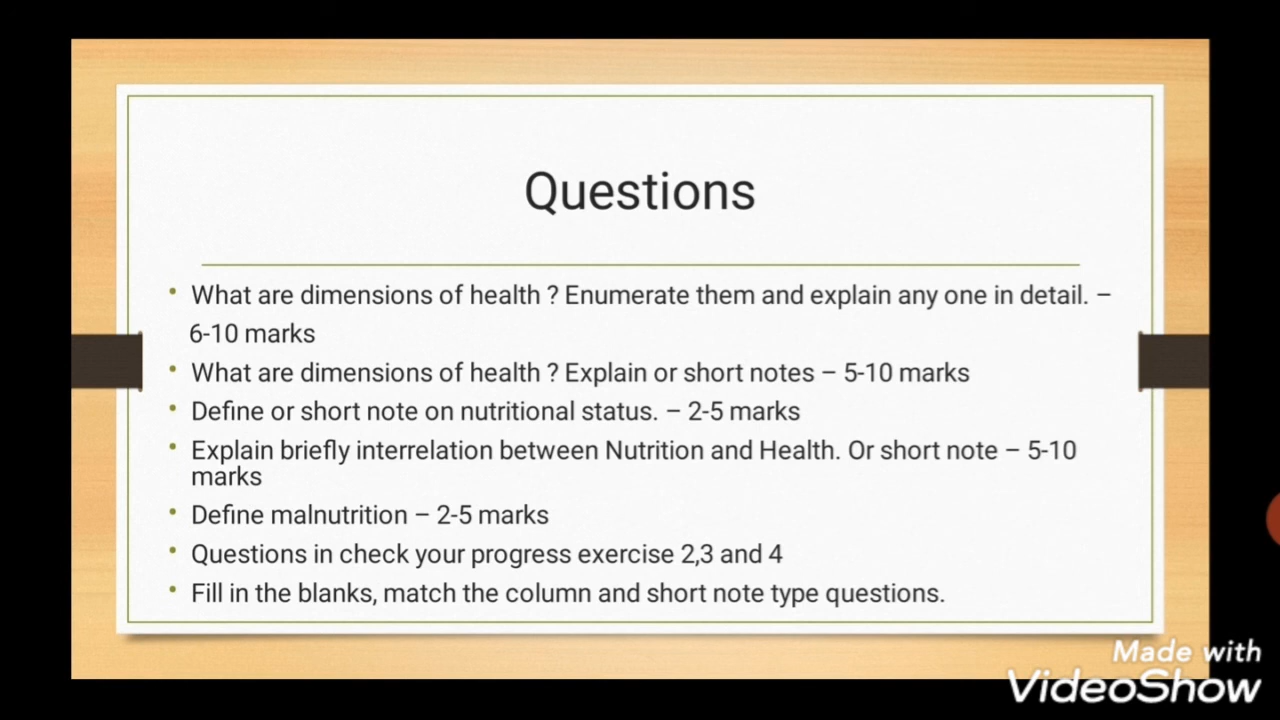 Questions
• What are dimensions of health ? Enumerate them and explain any one in detail. –
6-10 marks
• What are dimensions of health ? Explain or short notes – 5-10 marks
• Define or short note on nutritional status. – 2-5 marks
• Explain briefly interrelation between Nutrition and Health. Or short note – 5-10
marks
• Define malnutrition – 2-5 marks
• Questions in check your progress exercise 2,3 and 4
• Fill in the blanks, match the column and short note type questions.
Made with
VideoShow